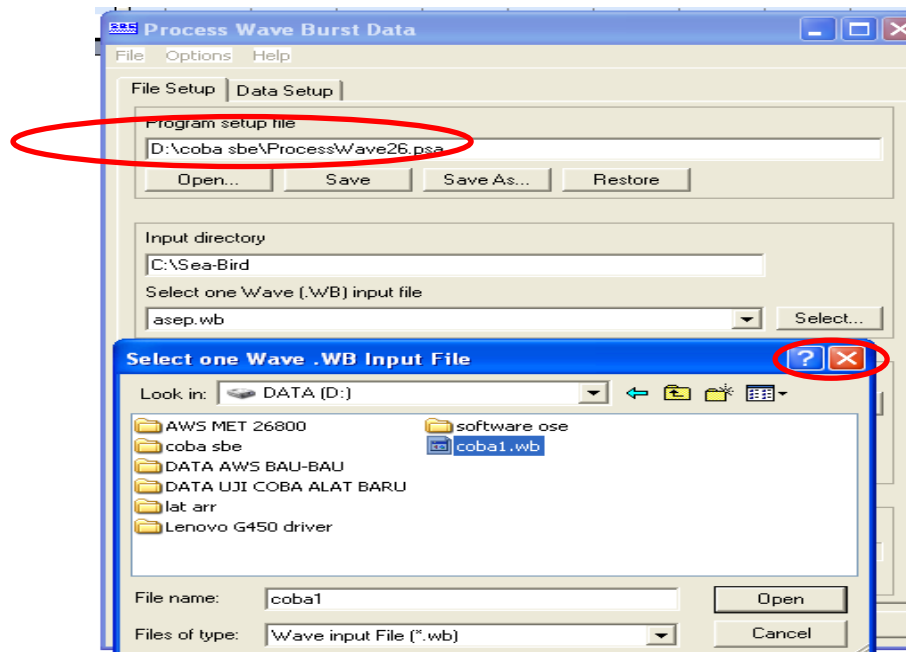 Process Wave Burst Data
File Options Help
File Setup Data Setup
Program setup file
D:\coba sbe\ProcessWave26.psa
Open... Save Save As... Restore
Input directory
C:\Sea-Bird
Select one Wave (.WB) input file
asep.wb Select...
Select one Wave .WB Input File
Look in: DATA (D:)
AWS MET 26800 software ose
coba sbe coba1.wb
DATA AWS BAU-BAU
DATA UJI COBA ALAT BARU
lat arr
Lenovo G450 driver
File name: coba1 Open
Files of type: Wave input File (*.wb) Cancel